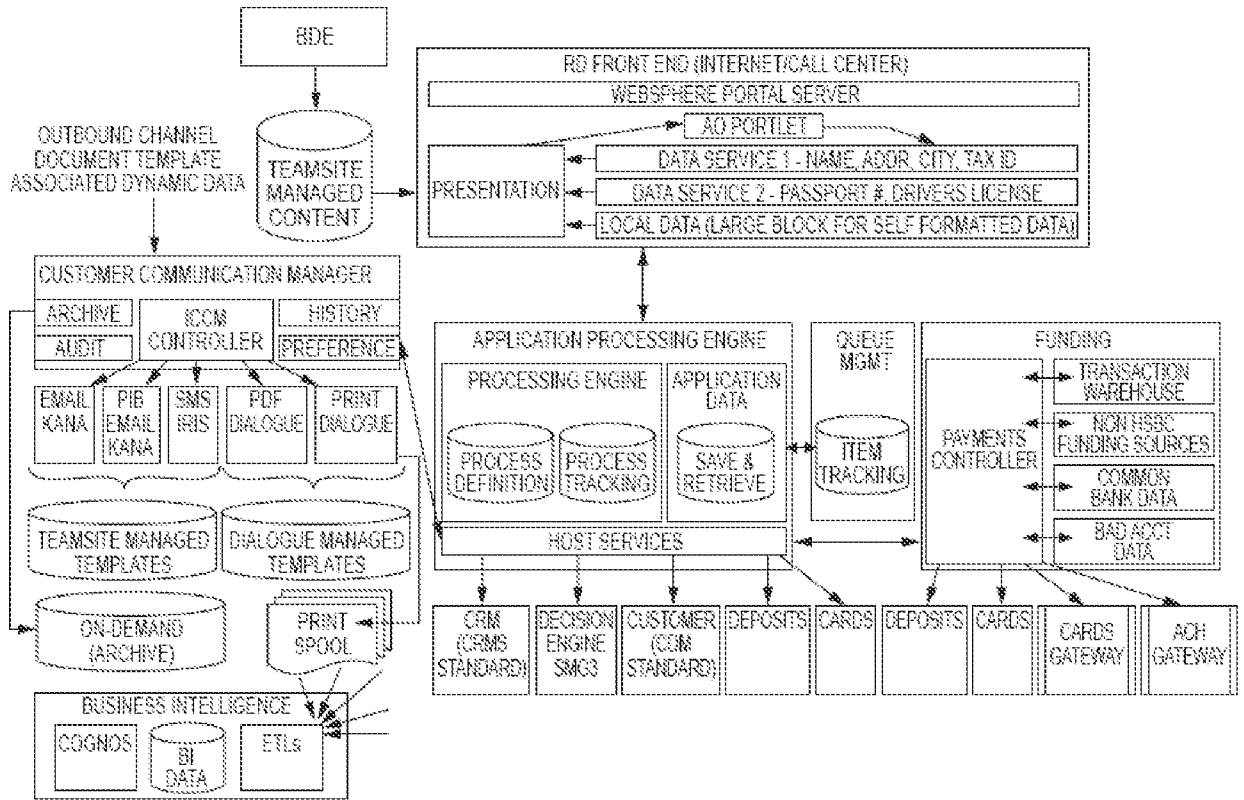 BDE
RD FRONT END (INTERNET/CALL CENTER)
WEBSPHERE PORTAL SERVER
AO PORTLET
PRESENTATION
DATA SERVICE 1 - NAME, ADDR, CITY, TAX ID
DATA SERVICE 2 - PASSPORT #, DRIVERS LICENSE
LOCAL DATA (LARGE BLOCK FOR SELF FORMATTED DATA)
TEAMSITE
MANAGED
CONTENT
OUTBOUND CHANNEL
DOCUMENT TEMPLATE
ASSOCIATED DYNAMIC DATA
CUSTOMER COMMUNICATION MANAGER
ARCHIVE
AUDIT
ICCM
CONTROLLER
HISTORY
PREFERENCE
EMAIL
KANA
PIB
EMAIL
KANA
SMS
IRIS
PDF
DIALOGUE
PRINT
DIALOGUE
TEAMSITE MANAGED
TEMPLATES
DIALOGUE MANAGED
TEMPLATES
ON-DEMAND
(ARCHIVE)
PRINT
SPOOL
BUSINESS INTELLIGENCE
COGNOS
BI
DATA
ETLs
APPLICATION PROCESSING ENGINE
PROCESSING ENGINE
PROCESS
DEFINITION
PROCESS
TRACKING
APPLICATION
DATA
SAVE &
RETRIEVE
HOST SERVICES
QUEUE
MGMT
ITEM
TRACKING
FUNDING
PAYMENTS
CONTROLLER
TRANSACTION
WAREHOUSE
NON HSBC
FUNDING SOURCES
COMMON
BANK DATA
BAD ACCT
DATA
CRM
(CRMS
STANDARD)
DECISION
ENGINE
SMG3
CUSTOMER
(CDM
STANDARD)
DEPOSITS
CARDS
DEPOSITS
CARDS
CARDS
GATEWAY
ACH
GATEWAY